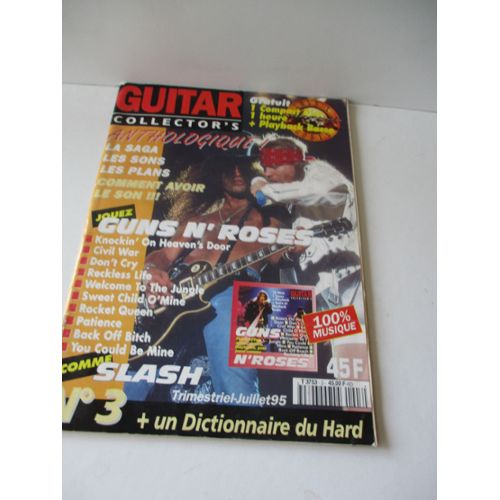 GUITAR
COLLECTOR'S
Gratuit
1 Compact
1 heure
+ Playback Basse
ANTHOLOGIQUE
LA SAGA
LES SONS
LES PLANS
COMMENT AVOIR
LE SON !!!
JOUEZ
GUNS N' ROSES
Knockin' On Heaven's Door
Civil War
Don't Cry
Reckless Life
Welcome To The Jungle
Sweet Child O'Mine
Rocket Queen
Patience
Back Off Bitch
You Could Be Mine
GUITAR
GUNS
N'ROSES
100%
MUSIQUE
45 F
COMME
SLASH
Trimestriel-Juillet95
N° 3
+ un Dictionnaire du Hard